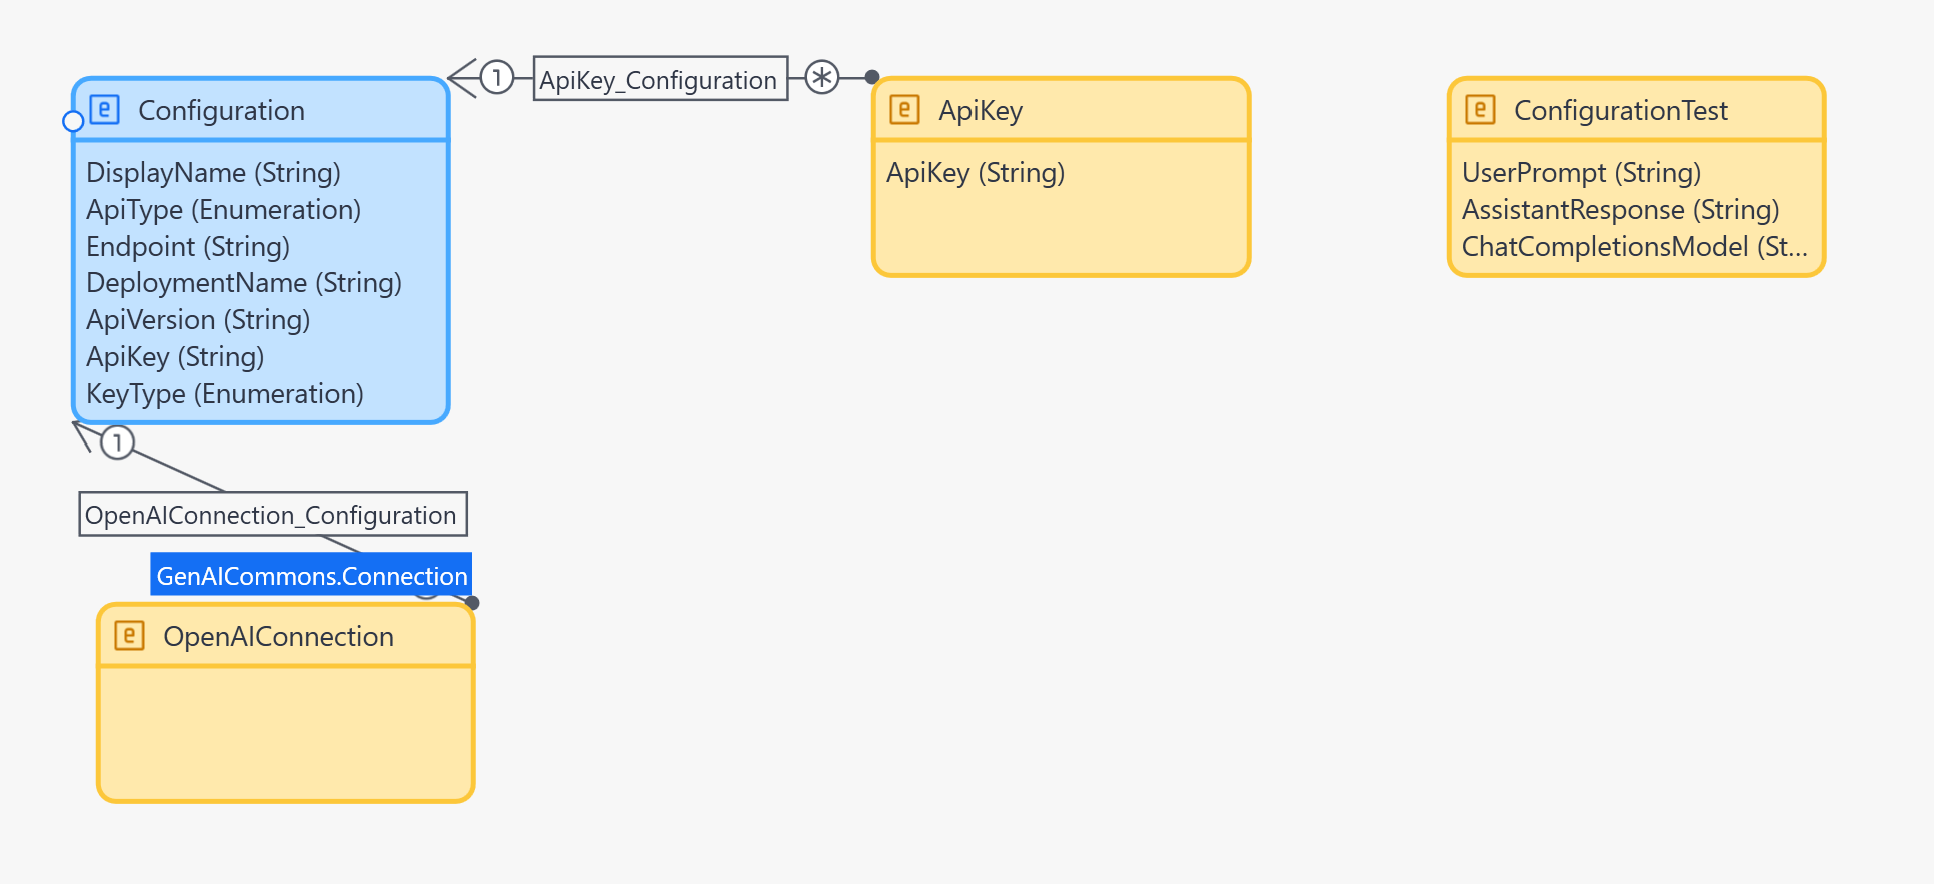 Configuration
DisplayName (String)
ApiType (Enumeration)
Endpoint (String)
DeploymentName (String)
ApiVersion (String)
ApiKey (String)
KeyType (Enumeration)
1
ApiKey_Configuration
*
ApiKey
ApiKey (String)
ConfigurationTest
UserPrompt (String)
AssistantResponse (String)
ChatCompletionsModel (St...
1
OpenAIConnection_Configuration
GenAICommons.Connection
OpenAIConnection